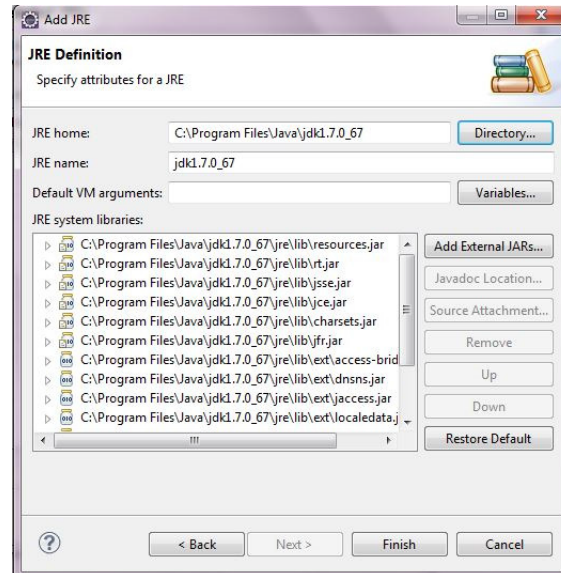 Add JRE
JRE Definition
Specify attributes for a JRE
JRE home: C:\Program Files\Java\jdk1.7.0_67 Directory...
JRE name: jdk1.7.0_67
Default VM arguments: Variables...
JRE system libraries:
C:\Program Files\Java\jdk1.7.0_67\jre\lib\resources.jar Add External JARs...
C:\Program Files\Java\jdk1.7.0_67\jre\lib\rt.jar
C:\Program Files\Java\jdk1.7.0_67\jre\lib\jsse.jar Javadoc Location...
C:\Program Files\Java\jdk1.7.0_67\jre\lib\jce.jar Source Attachment...
C:\Program Files\Java\jdk1.7.0_67\jre\lib\charsets.jar
C:\Program Files\Java\jdk1.7.0_67\jre\lib\jfr.jar Remove
C:\Program Files\Java\jdk1.7.0_67\jre\lib\ext\access-brid Up
C:\Program Files\Java\jdk1.7.0_67\jre\lib\ext\dnsns.jar
C:\Program Files\Java\jdk1.7.0_67\jre\lib\ext\jaccess.jar Down
C:\Program Files\Java\jdk1.7.0_67\jre\lib\ext\localedata.j
Restore Default
? < Back Next > Finish Cancel